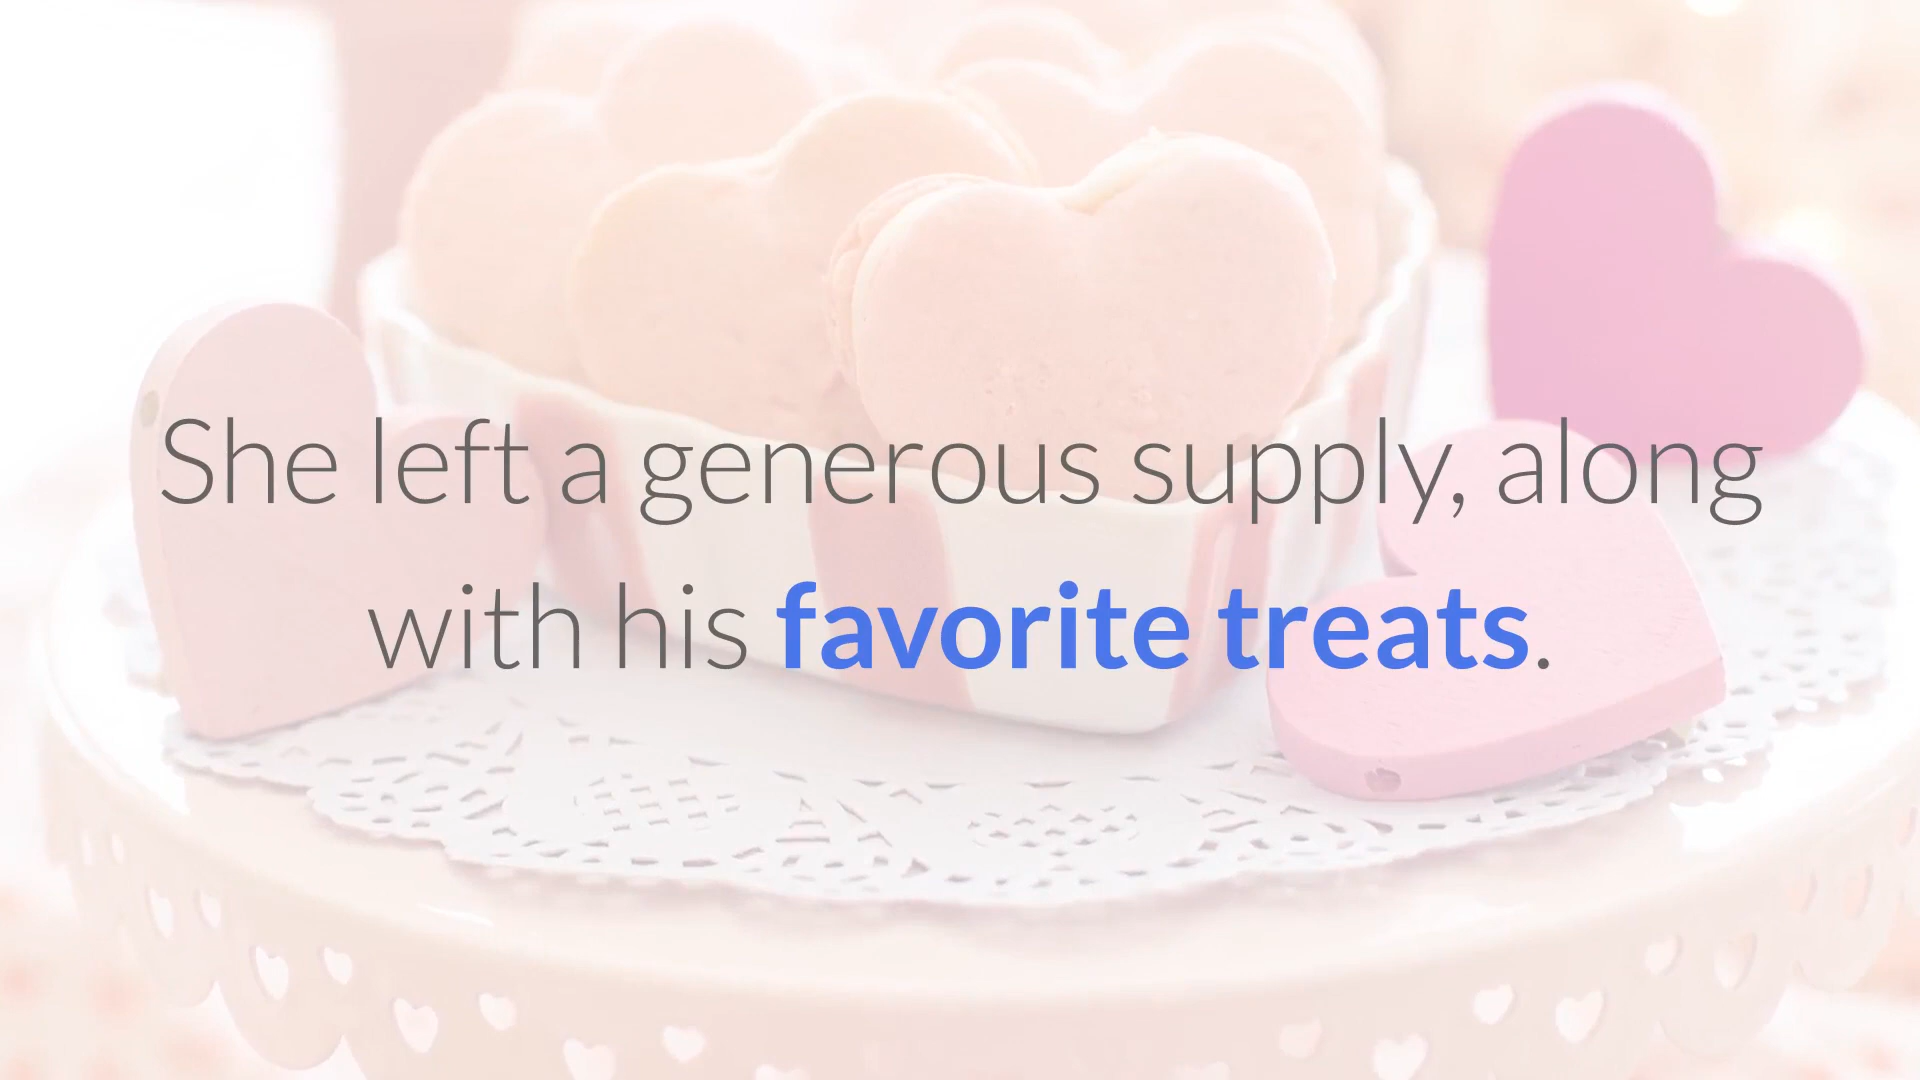 She left a generous supply, along
with his favorite treats.